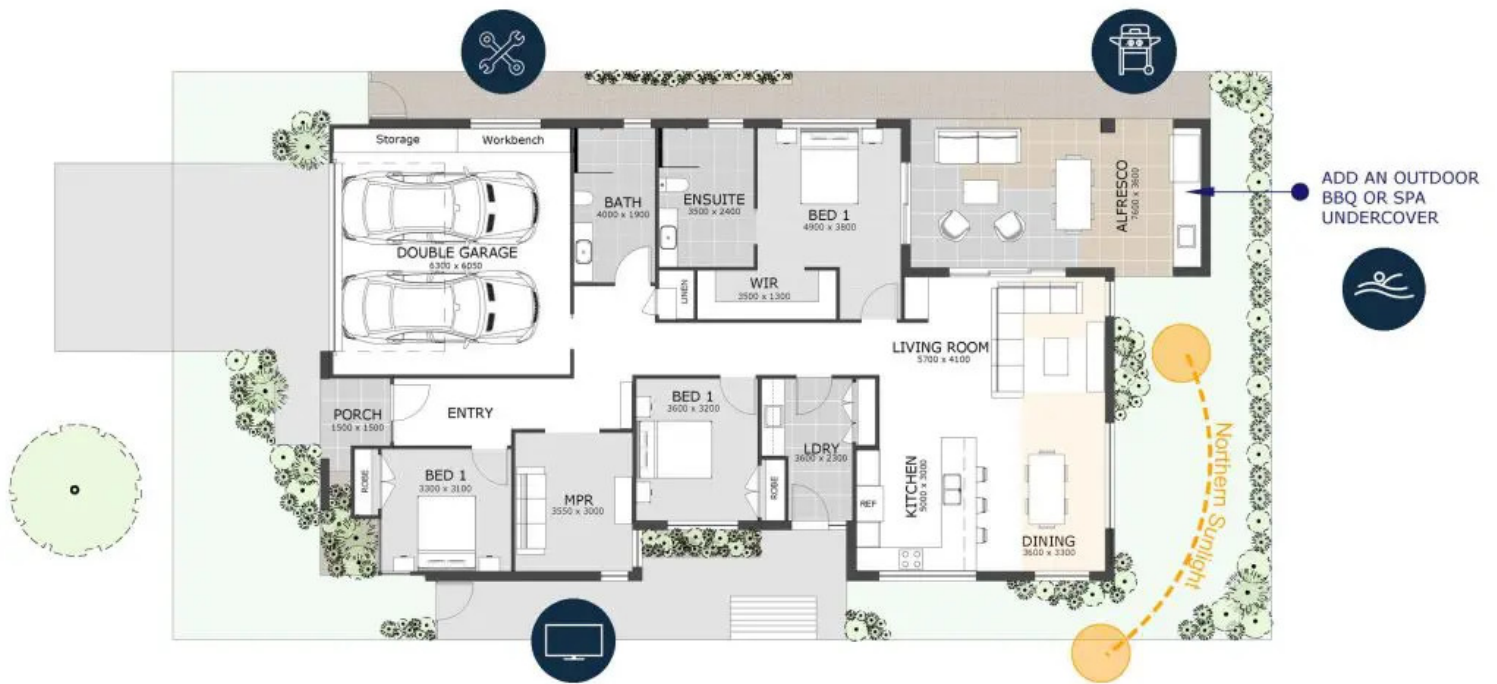 Storage
Workbench
DOUBLE GARAGE
6300 x 6050
BATH
4000 x 1900
ENSUITE
3500 x 2400
BED 1
4900 x 3800
WIR
3500 x 1300
LINEN
ALFRESCO
7600 x 3600
ADD AN OUTDOOR
BBQ OR SPA
UNDERCOVER
LIVING ROOM
5700 x 4100
PORCH
1500 x 1500
ENTRY
BED 1
3600 x 3200
LDRY
3600 x 2300
ROBE
BED 1
3300 x 3100
MPR
3550 x 3000
ROBE
REF
KITCHEN
5000 x 3000
DINING
3600 x 3300
Northern Sunlight